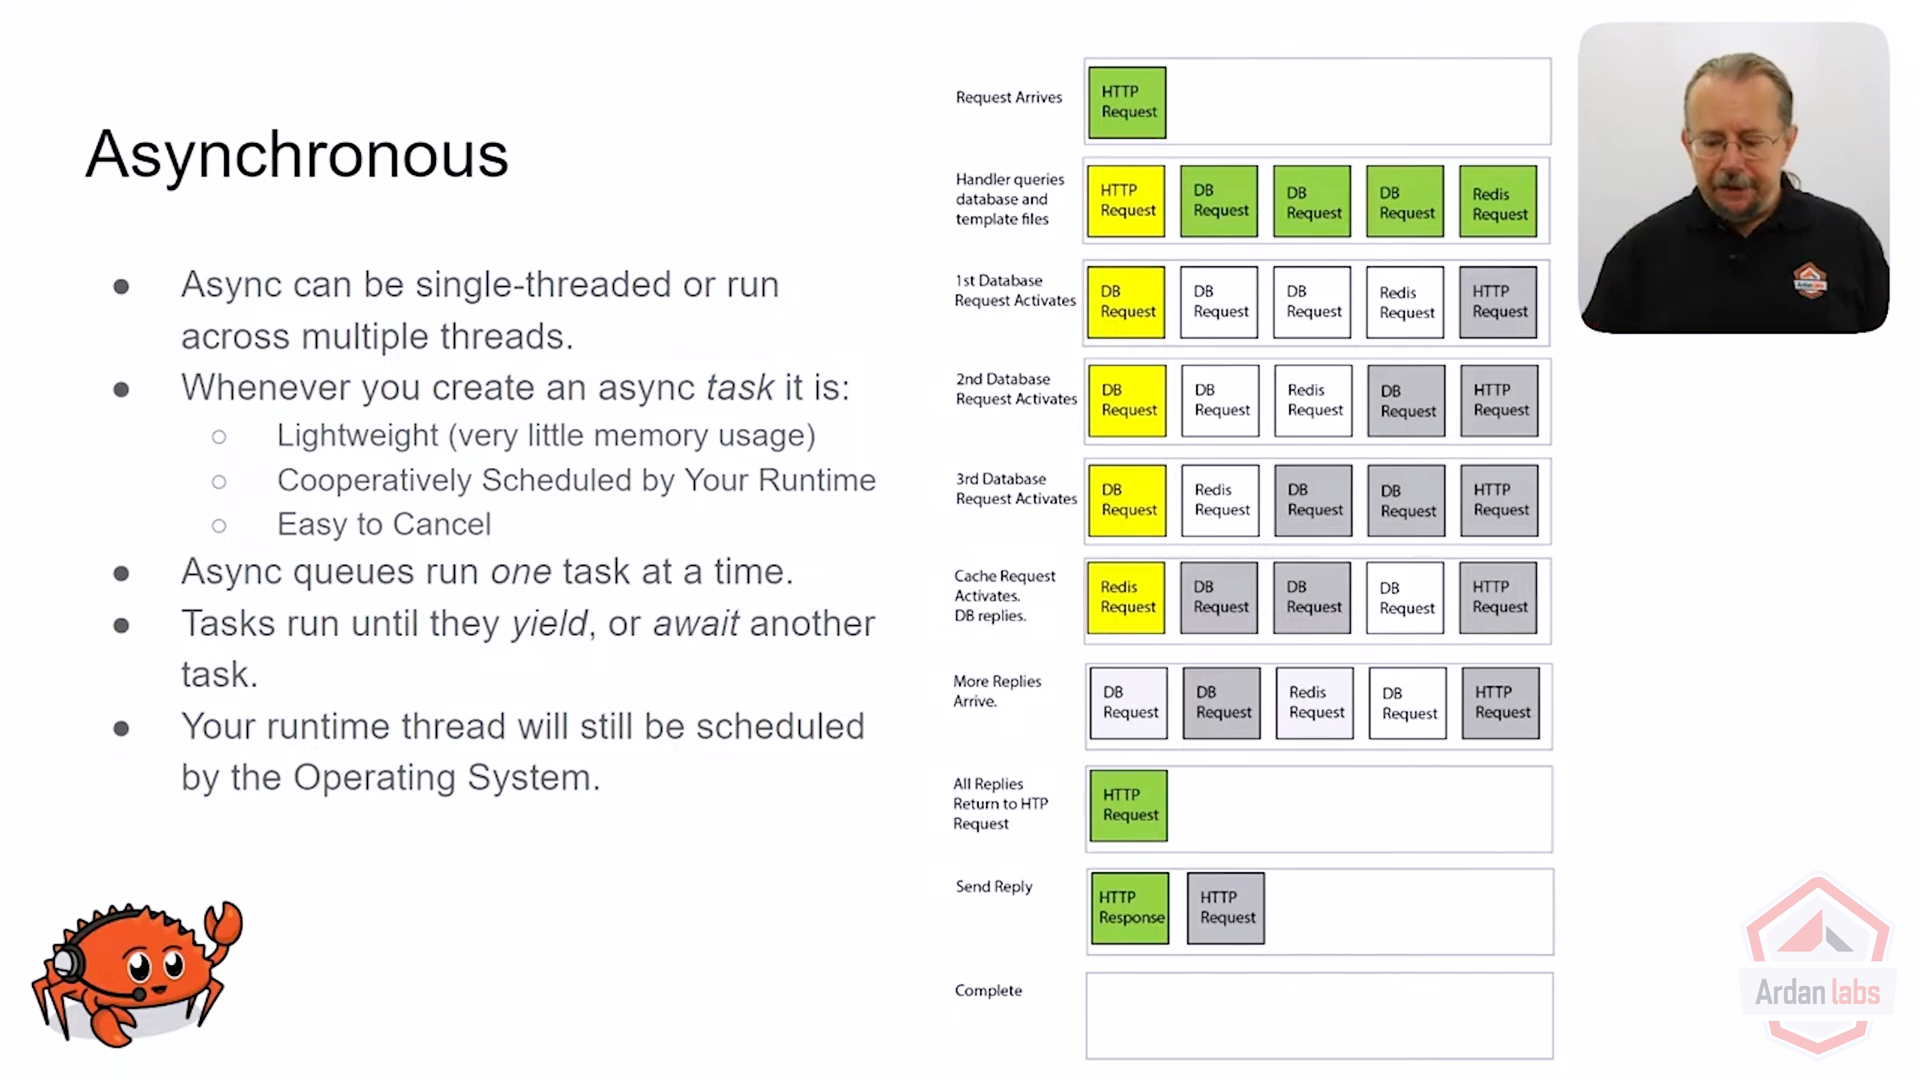 Asynchronous
● Async can be single-threaded or run
across multiple threads.
● Whenever you create an async task it is:
○ Lightweight (very little memory usage)
○ Cooperatively Scheduled by Your Runtime
○ Easy to Cancel
● Async queues run one task at a time.
● Tasks run until they yield, or await another
task.
● Your runtime thread will still be scheduled
by the Operating System.
Request Arrives
HTTP
Request
Handler queries
database and
template files
HTTP
Request
DB
Request
DB
Request
DB
Request
Redis
Request
1st Database
Request Activates
DB
Request
DB
Request
DB
Request
Redis
Request
HTTP
Request
2nd Database
Request Activates
DB
Request
DB
Request
Redis
Request
DB
Request
HTTP
Request
3rd Database
Request Activates
DB
Request
Redis
Request
DB
Request
DB
Request
HTTP
Request
Cache Request
Activates.
DB replies.
Redis
Request
DB
Request
DB
Request
DB
Request
HTTP
Request
More Replies
Arrive.
DB
Request
DB
Request
Redis
Request
DB
Request
HTTP
Request
All Replies
Return to HTP
Request
HTTP
Request
Send Reply
HTTP
Response
HTTP
Request
Complete
Ardan labs
Ardan labs